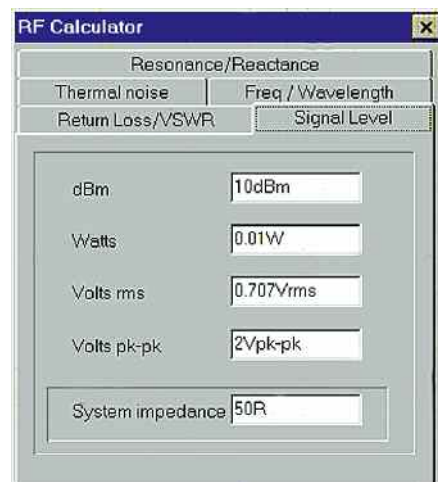 RF Calculator
Resonance/Reactance
Thermal noise Freq / Wavelength
Return Loss/VSWR Signal Level
dBm 10dBm
Watts 0.01W
Volts rms 0.707Vrms
Volts pk-pk 2Vpk-pk
System impedance 50R